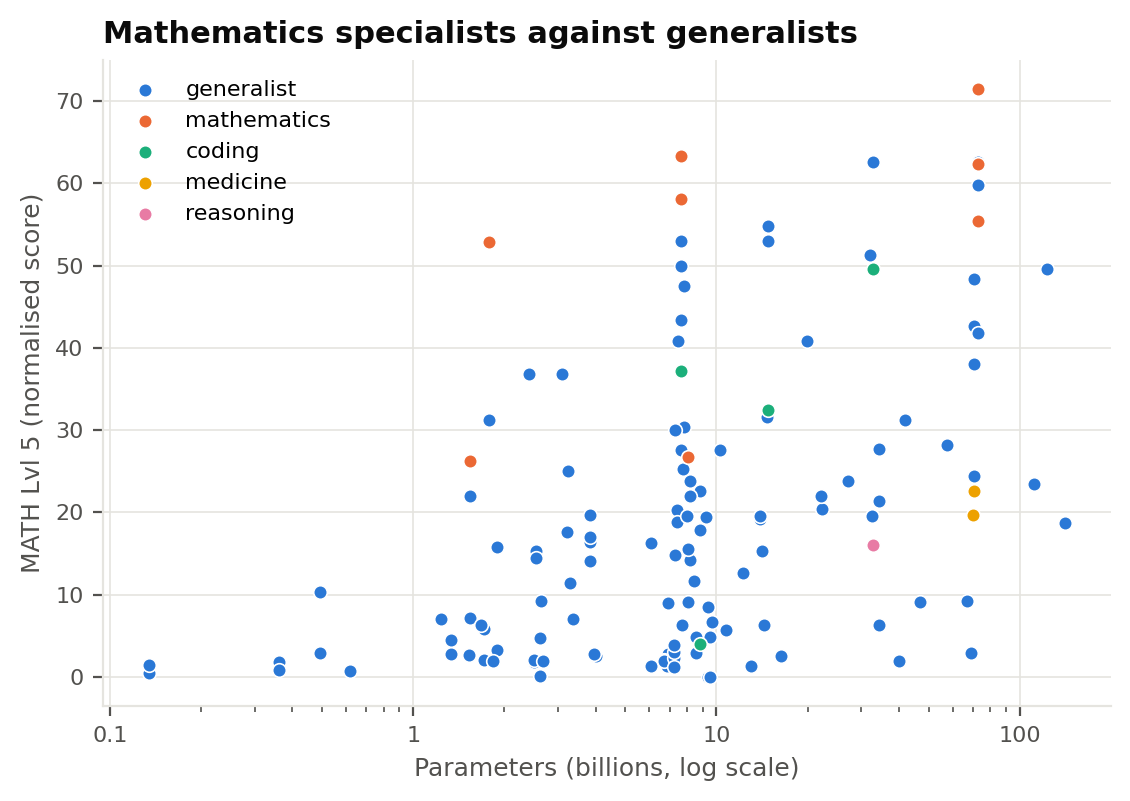 Mathematics specialists against generalists
generalist
mathematics
coding
medicine
reasoning
70
60
50
40
30
20
10
0
MATH Lvl 5 (normalised score)
0.1
1
10
100
Parameters (billions, log scale)